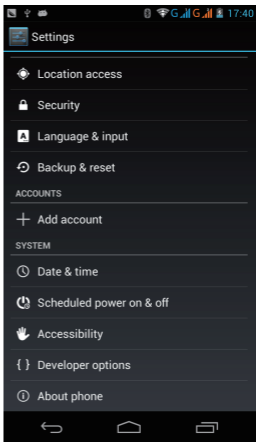 G G 17:40
Settings
Location access
Security
A Language & input
Backup & reset
ACCOUNTS
Add account
SYSTEM
Date & time
Scheduled power on & off
Accessibility
{ } Developer options
About phone